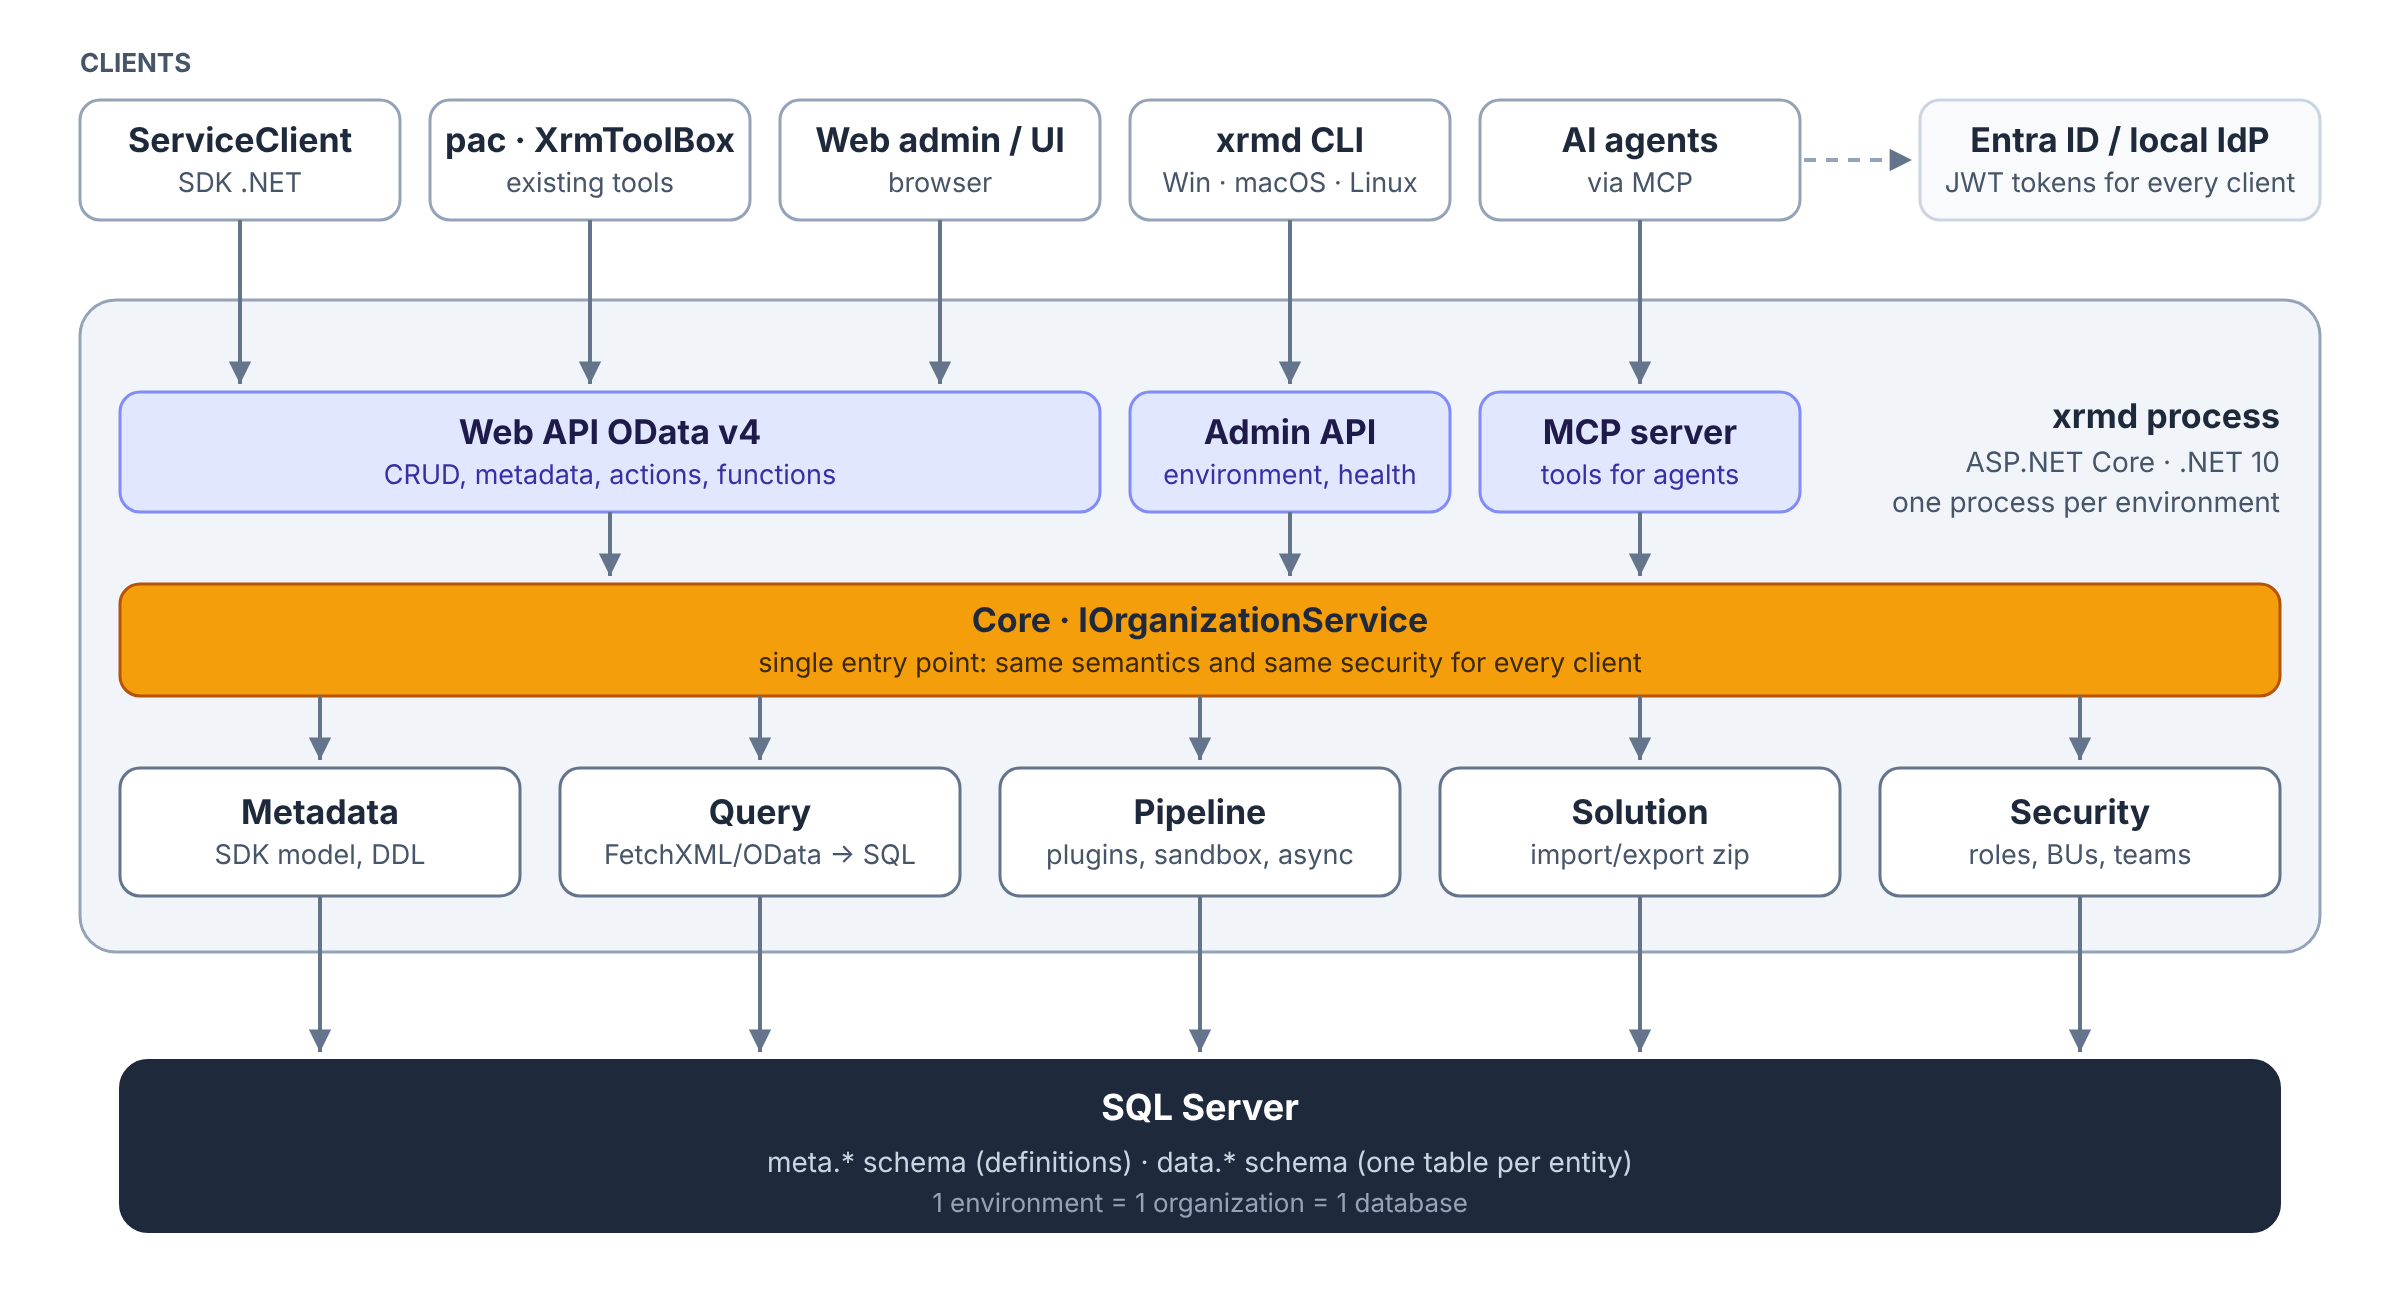 CLIENTS
ServiceClient
SDK .NET
pac · XrmToolBox
existing tools
Web admin / UI
browser
xrmd CLI
Win · macOS · Linux
AI agents
via MCP
Entra ID / local IdP
JWT tokens for every client
Web API OData v4
CRUD, metadata, actions, functions
Admin API
environment, health
MCP server
tools for agents
xrmd process
ASP.NET Core · .NET 10
one process per environment
Core · IOrganizationService
single entry point: same semantics and same security for every client
Metadata
SDK model, DDL
Query
FetchXML/OData → SQL
Pipeline
plugins, sandbox, async
Solution
import/export zip
Security
roles, BUs, teams
SQL Server
meta.* schema (definitions) · data.* schema (one table per entity)
1 environment = 1 organization = 1 database